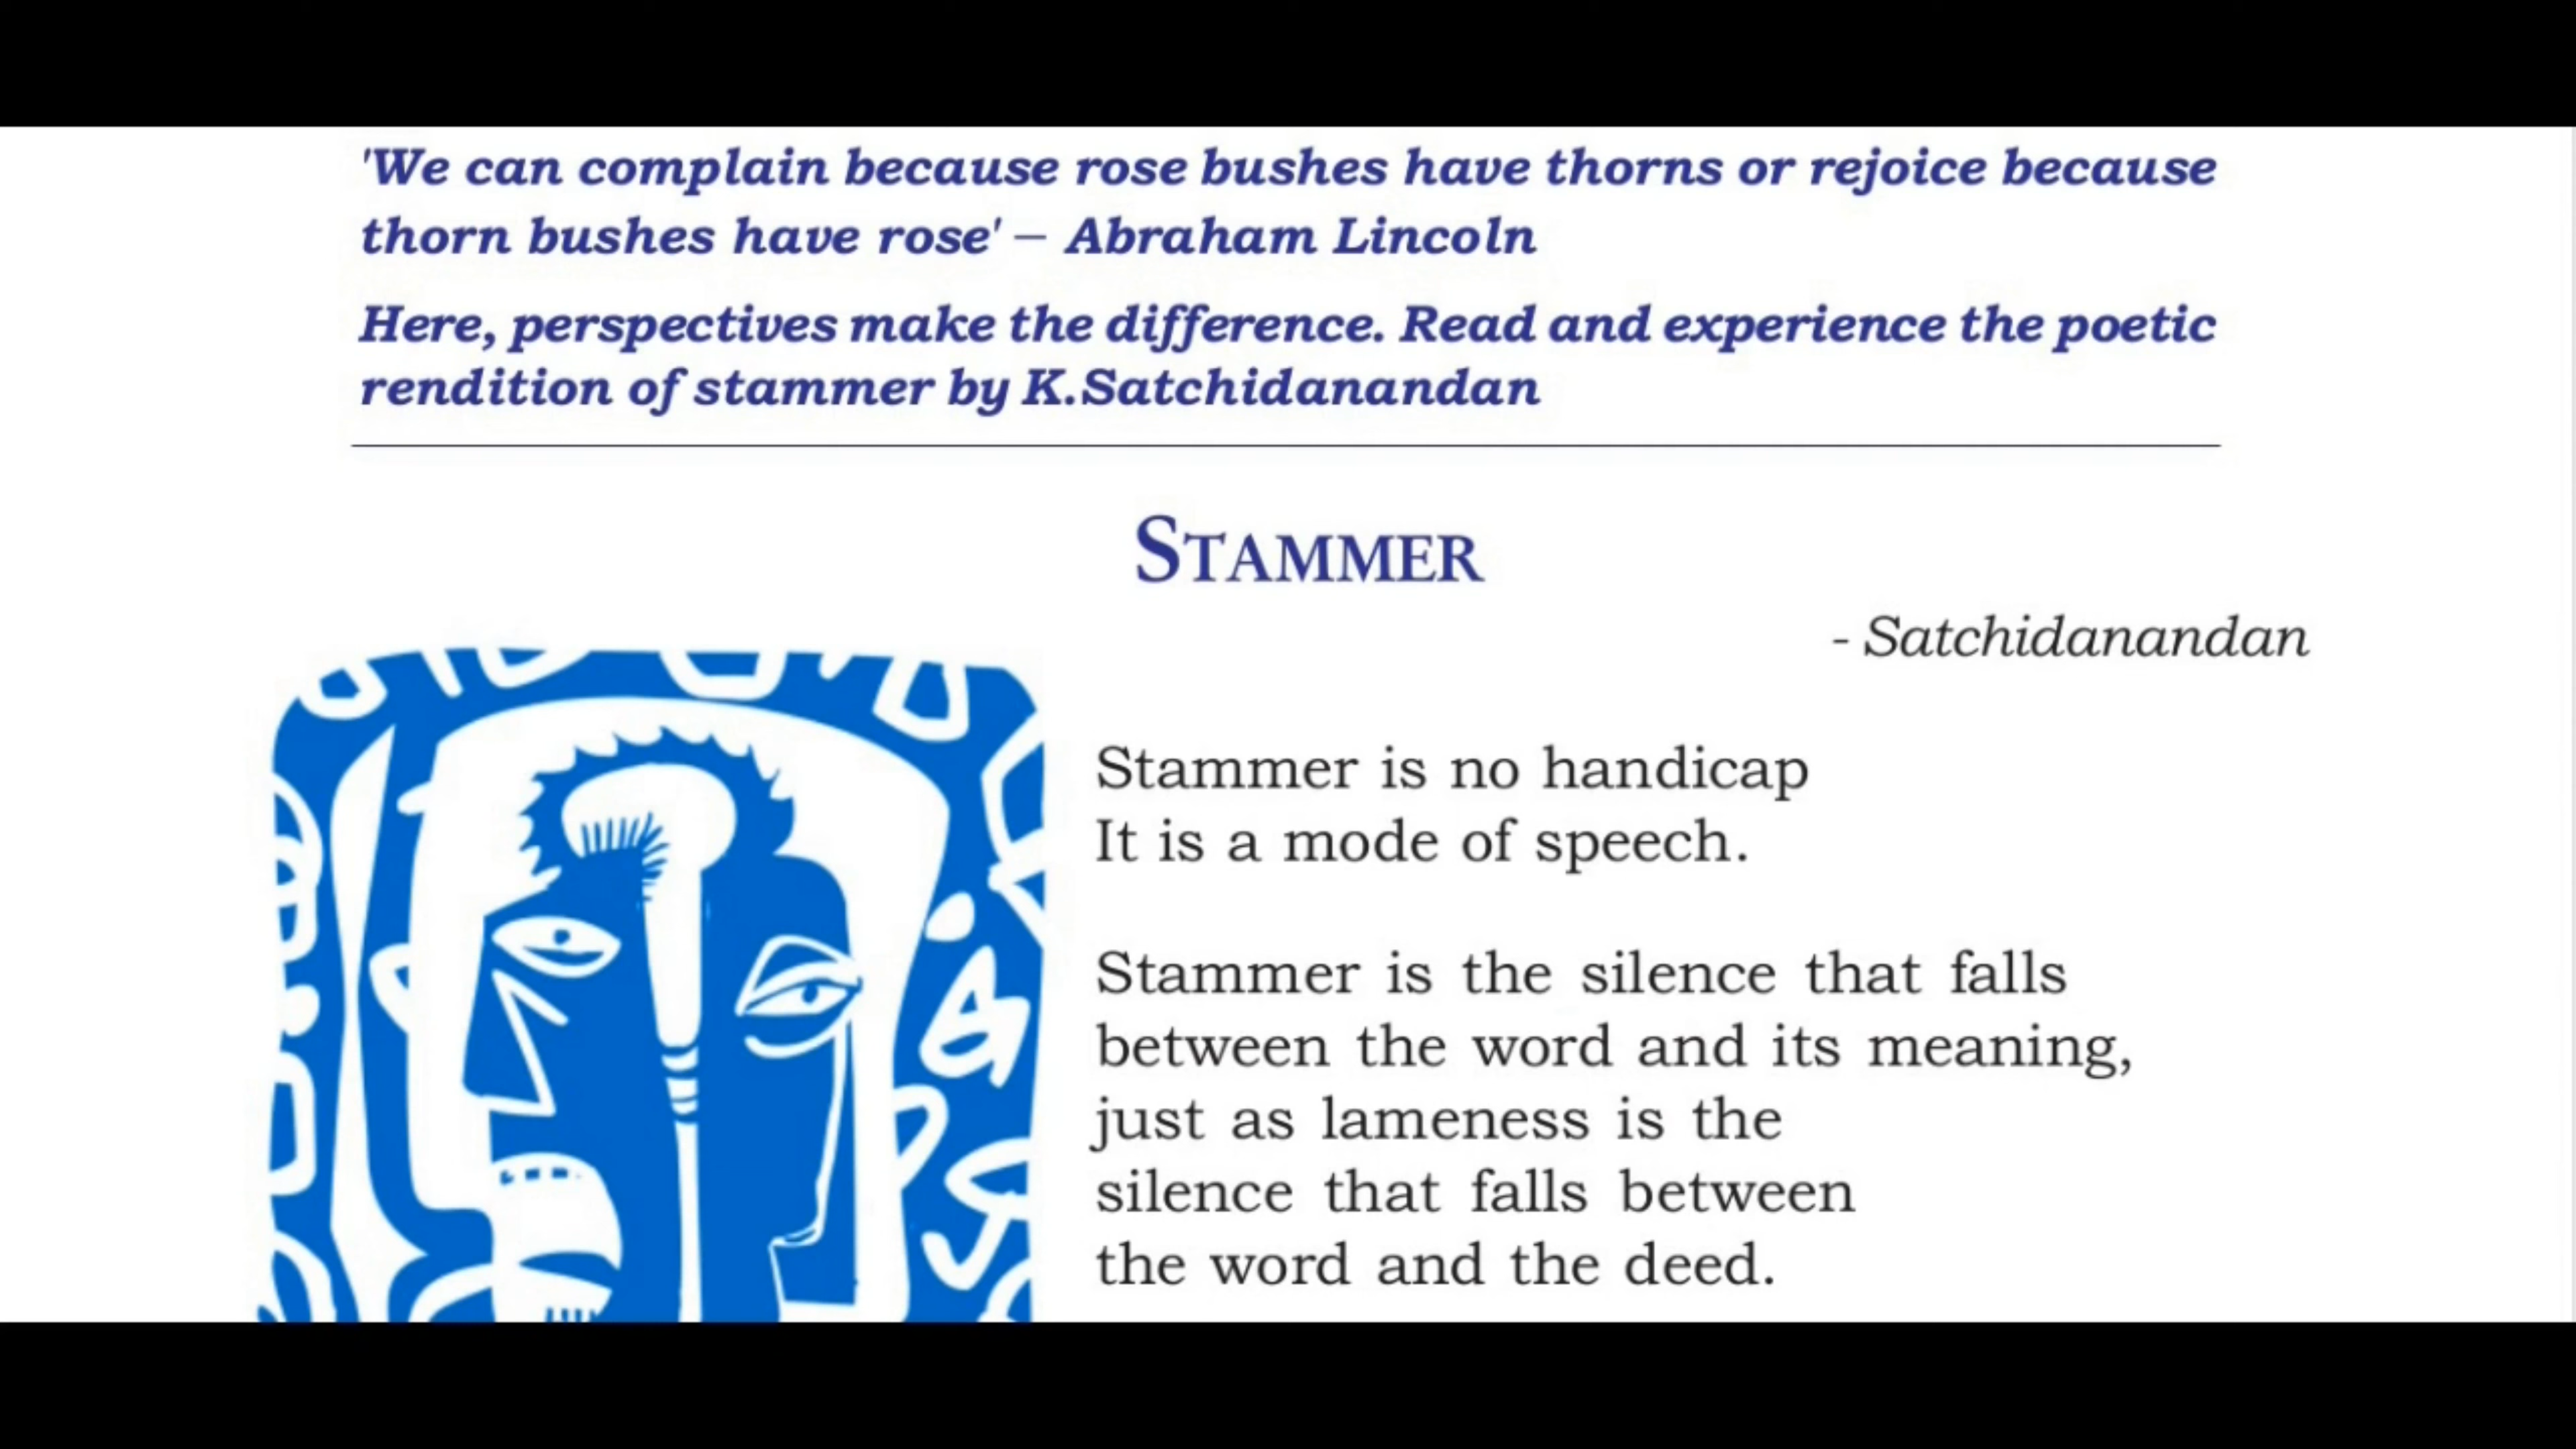 'We can complain because rose bushes have thorns or rejoice because
thorn bushes have rose' – Abraham Lincoln
Here, perspectives make the difference. Read and experience the poetic
rendition of stammer by K.Satchidanandan
STAMMER
- Satchidanandan
Stammer is no handicap
It is a mode of speech.
Stammer is the silence that falls
between the word and its meaning,
just as lameness is the
silence that falls between
the word and the deed.